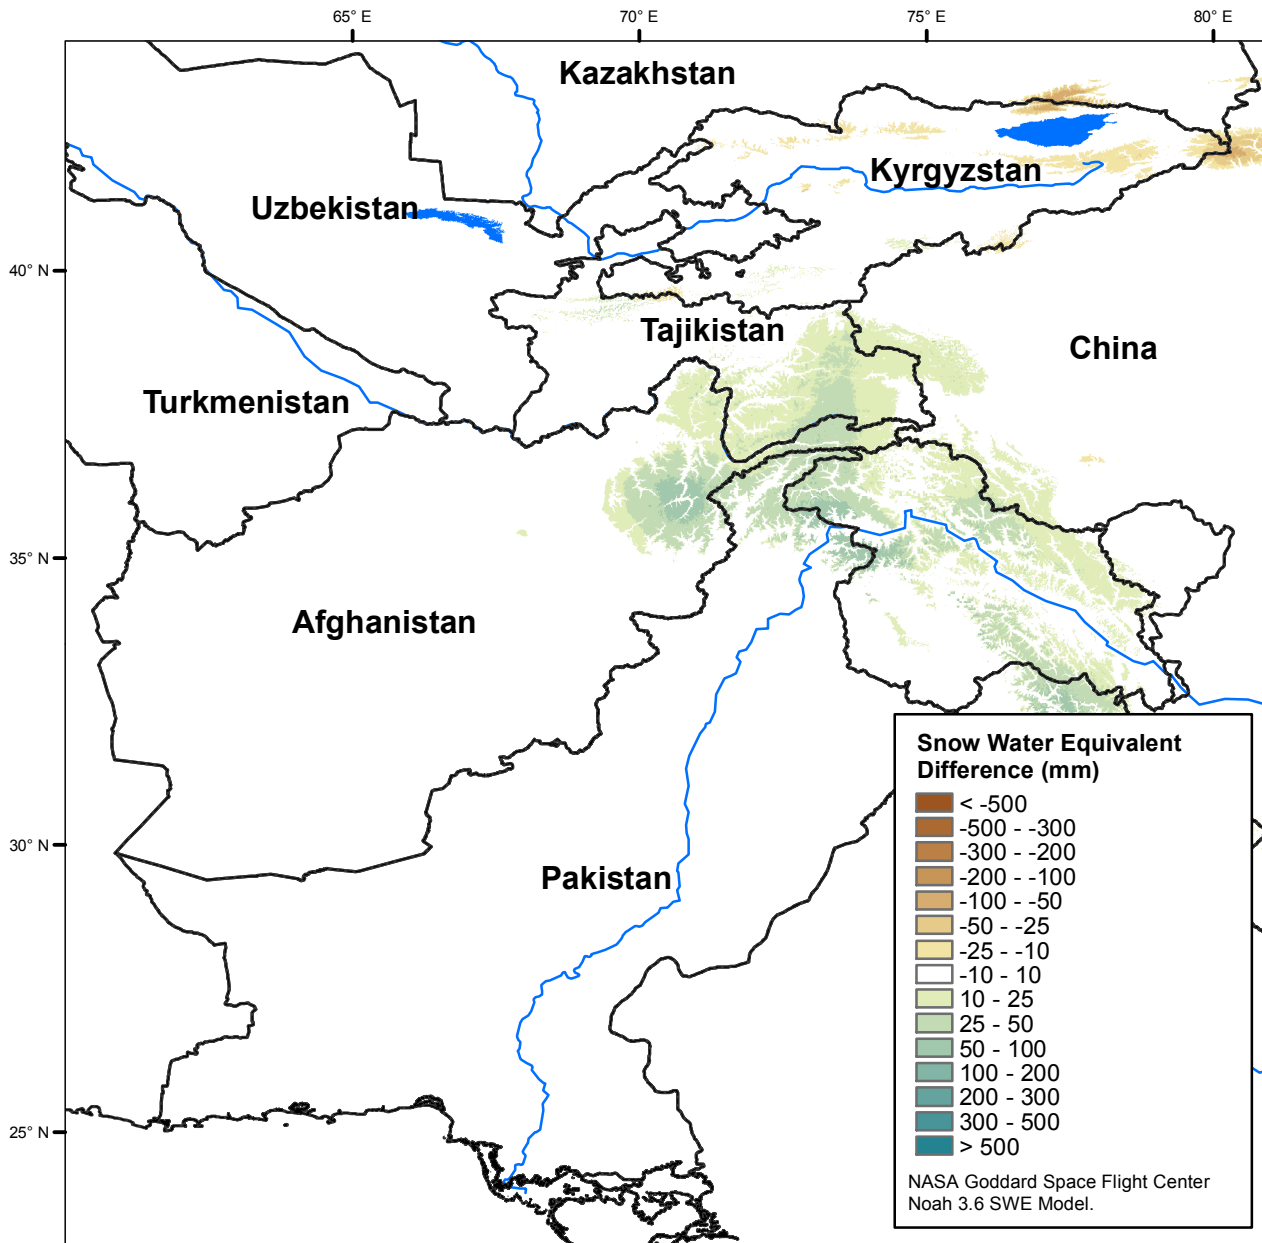 65° E
70° E
75° E
80° E
Kazakhstan
Kyrgyzstan
Uzbekistan
40° N
Tajikistan
China
Turkmenistan
35° N
Afghanistan
30° N
Pakistan
25° N
Snow Water Equivalent
Difference (mm)
< -500
-500 - -300
-300 - -200
-200 - -100
-100 - -50
-50 - -25
-25 - -10
-10 - 10
10 - 25
25 - 50
50 - 100
100 - 200
200 - 300
300 - 500
> 500
NASA Goddard Space Flight Center
Noah 3.6 SWE Model.